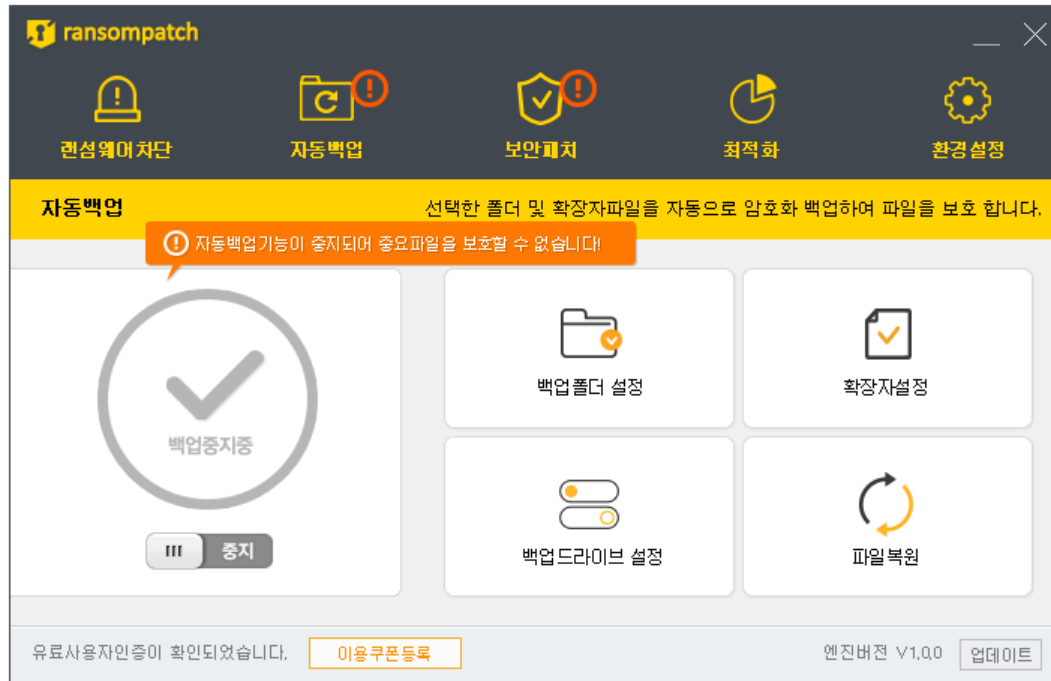 ransompatch
랜섬웨어차단
자동백업
보안패치
최적화
환경설정
자동백업
선택한 폴더 및 확장자파일을 자동으로 암호화 백업하여 파일을 보호 합니다.
자동백업기능이 중지되어 중요파일을 보호할 수 없습니다!
백업중지중
중지
백업폴더 설정
확장자설정
백업드라이브 설정
파일복원
유료사용자인증이 확인되었습니다.
이용쿠폰등록
엔진버전 V1.0.0
업데이트